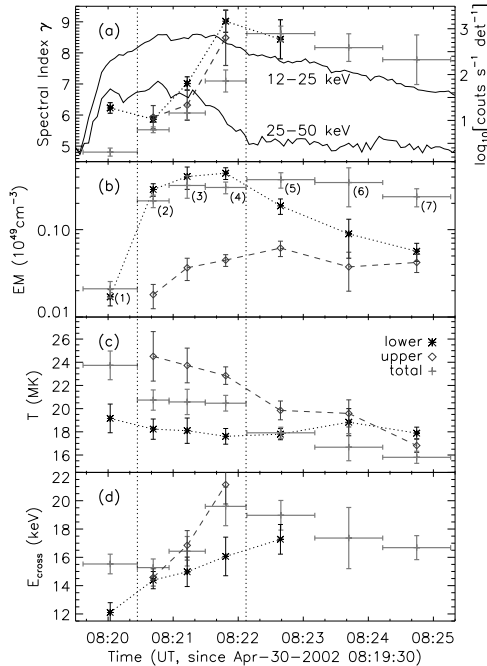 (a)
9
8
7
6
5
Spectral Index γ
3
2
1
log₁₀[couts s⁻¹ det⁻¹]
12–25 keV
25–50 keV
(b)
0.10
0.01
EM (10⁴⁹cm⁻³)
(1)
(2)
(3)
(4)
(5)
(6)
(7)
(c)
26
24
22
20
18
16
T (MK)
lower
upper
total
(d)
22
20
18
16
14
12
E_cross (keV)
08:20 08:21 08:22 08:23 08:24 08:25
Time (UT, since Apr–30–2002 08:19:30)